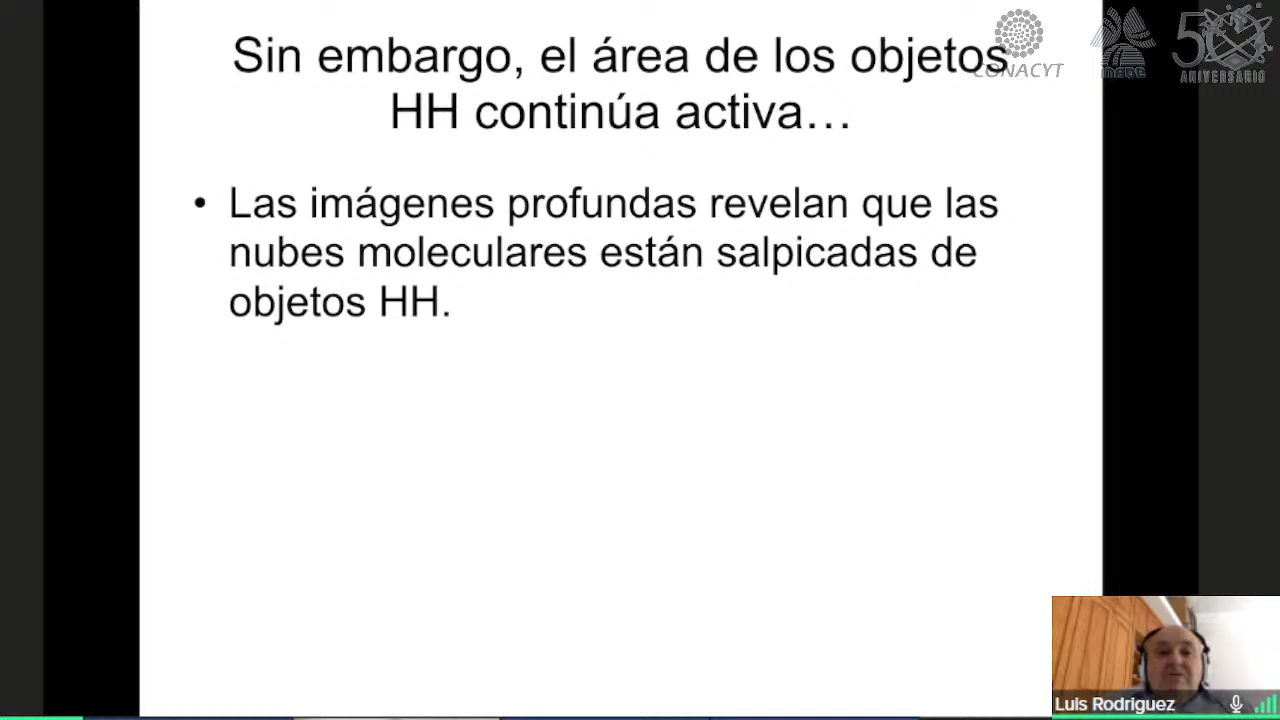 Sin embargo, el área de los objetos
HH continúa activa…
• Las imágenes profundas revelan que las
nubes moleculares están salpicadas de
objetos HH.
CONACYT
INAOE
50
ANIVERSARIO
Luis Rodriguez